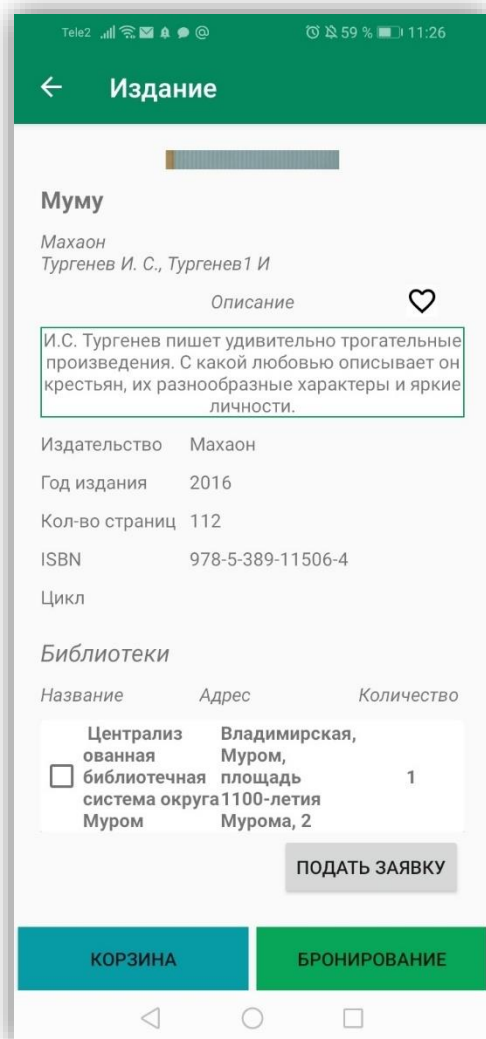 Tele2 @ 59 % 11:26
Издание
Муму
Махаон
Тургенев И. С., Тургенев1 И
Описание
И.С. Тургенев пишет удивительно трогательные
произведения. С какой любовью описывает он
крестьян, их разнообразные характеры и яркие
личности.
Издательство Махаон
Год издания 2016
Кол-во страниц 112
ISBN 978-5-389-11506-4
Цикл
Библиотеки
Название Адрес Количество
Централиз Владимирская,
ованная Муром,
библиотечная площадь 1
система округа 1100-летия
Муром Мурома, 2
ПОДАТЬ ЗАЯВКУ
КОРЗИНА БРОНИРОВАНИЕ